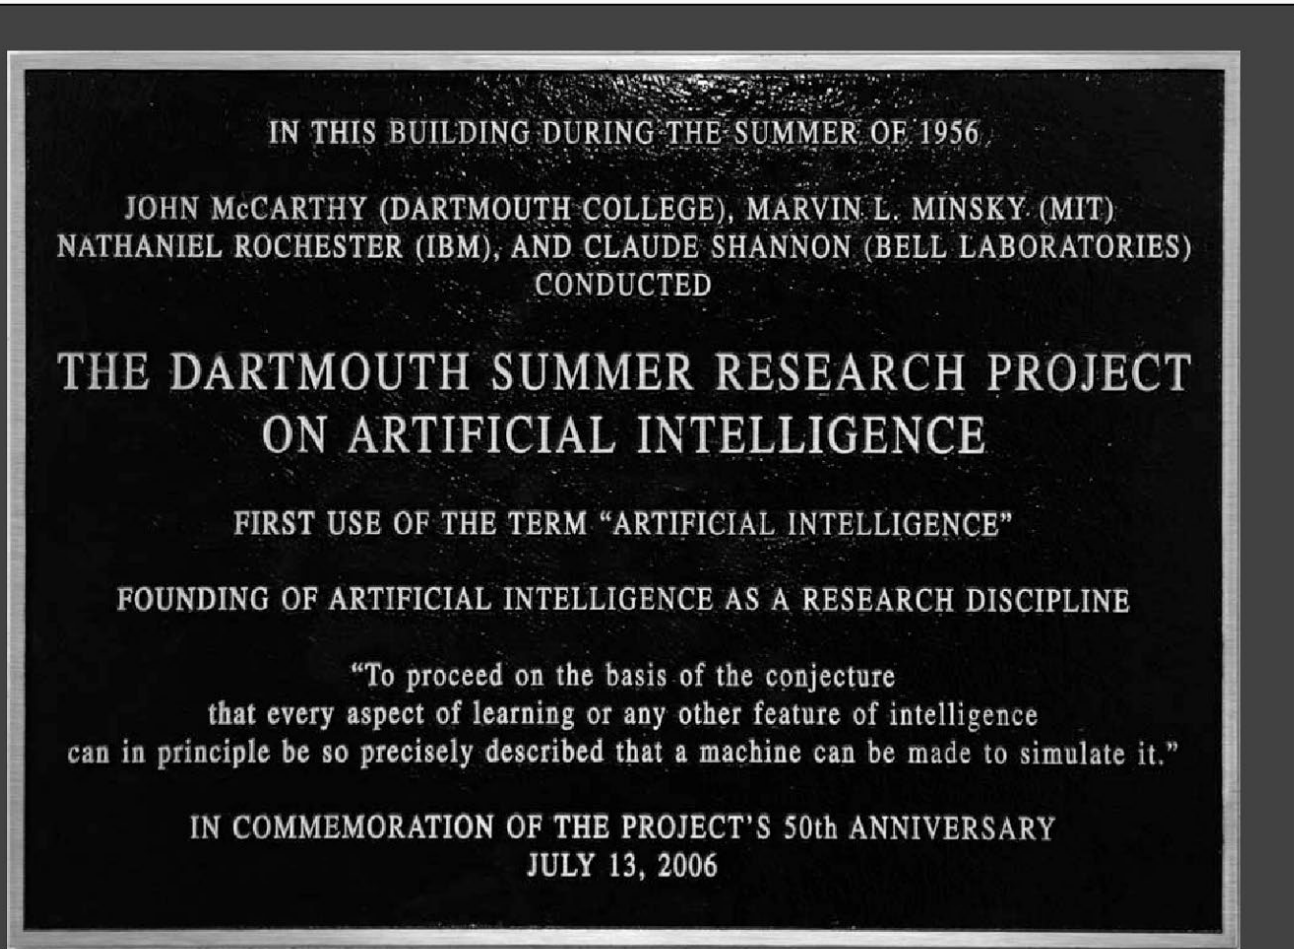 IN THIS BUILDING DURING THE SUMMER OF 1956
JOHN McCARTHY (DARTMOUTH COLLEGE), MARVIN L. MINSKY (MIT)
NATHANIEL ROCHESTER (IBM), AND CLAUDE SHANNON (BELL LABORATORIES)
CONDUCTED
THE DARTMOUTH SUMMER RESEARCH PROJECT
ON ARTIFICIAL INTELLIGENCE
FIRST USE OF THE TERM “ARTIFICIAL INTELLIGENCE”
FOUNDING OF ARTIFICIAL INTELLIGENCE AS A RESEARCH DISCIPLINE
“To proceed on the basis of the conjecture
that every aspect of learning or any other feature of intelligence
can in principle be so precisely described that a machine can be made to simulate it.”
IN COMMEMORATION OF THE PROJECT'S 50th ANNIVERSARY
JULY 13, 2006